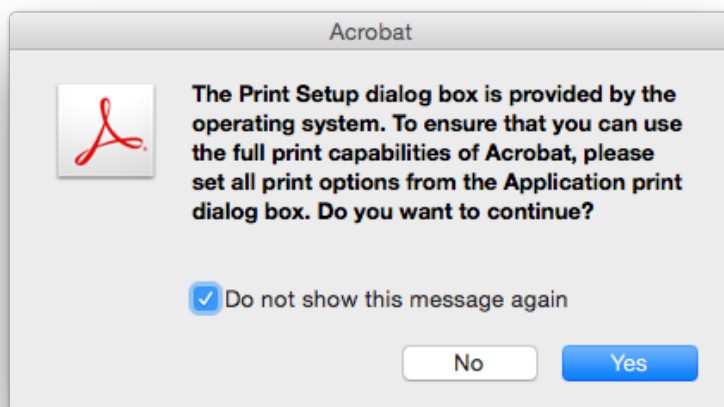 Acrobat
The Print Setup dialog box is provided by the
operating system. To ensure that you can use
the full print capabilities of Acrobat, please
set all print options from the Application print
dialog box. Do you want to continue?
Do not show this message again
No
Yes